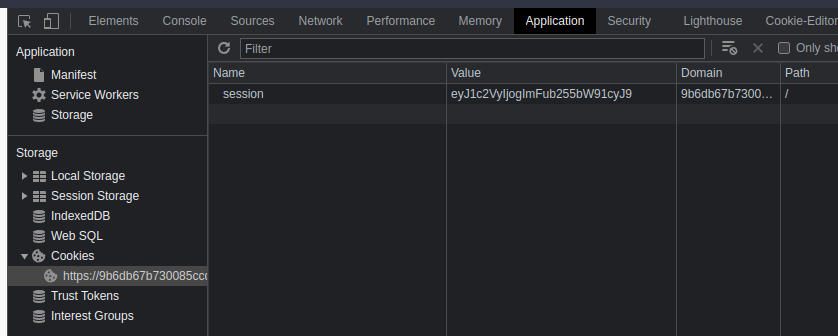 Elements Console Sources Network Performance Memory Application Security Lighthouse Cookie-Editor
Application
Manifest
Service Workers
Storage
Storage
Local Storage
Session Storage
IndexedDB
Web SQL
Cookies
https://9b6db67b730085ccc
Trust Tokens
Interest Groups
Filter
Only sho
Name Value Domain Path
session eyJ1c2VyIjogImFub255bW91cyJ9 9b6db67b7300… /